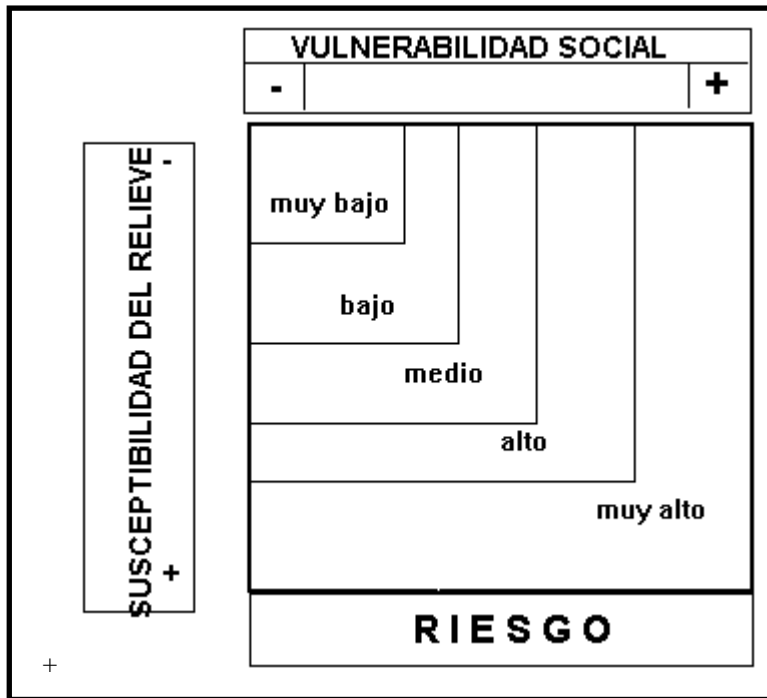 VULNERABILIDAD SOCIAL
- +
SUSCEPTIBILIDAD DEL RELIEVE
-
+
muy bajo
bajo
medio
alto
muy alto
RIESGO
+